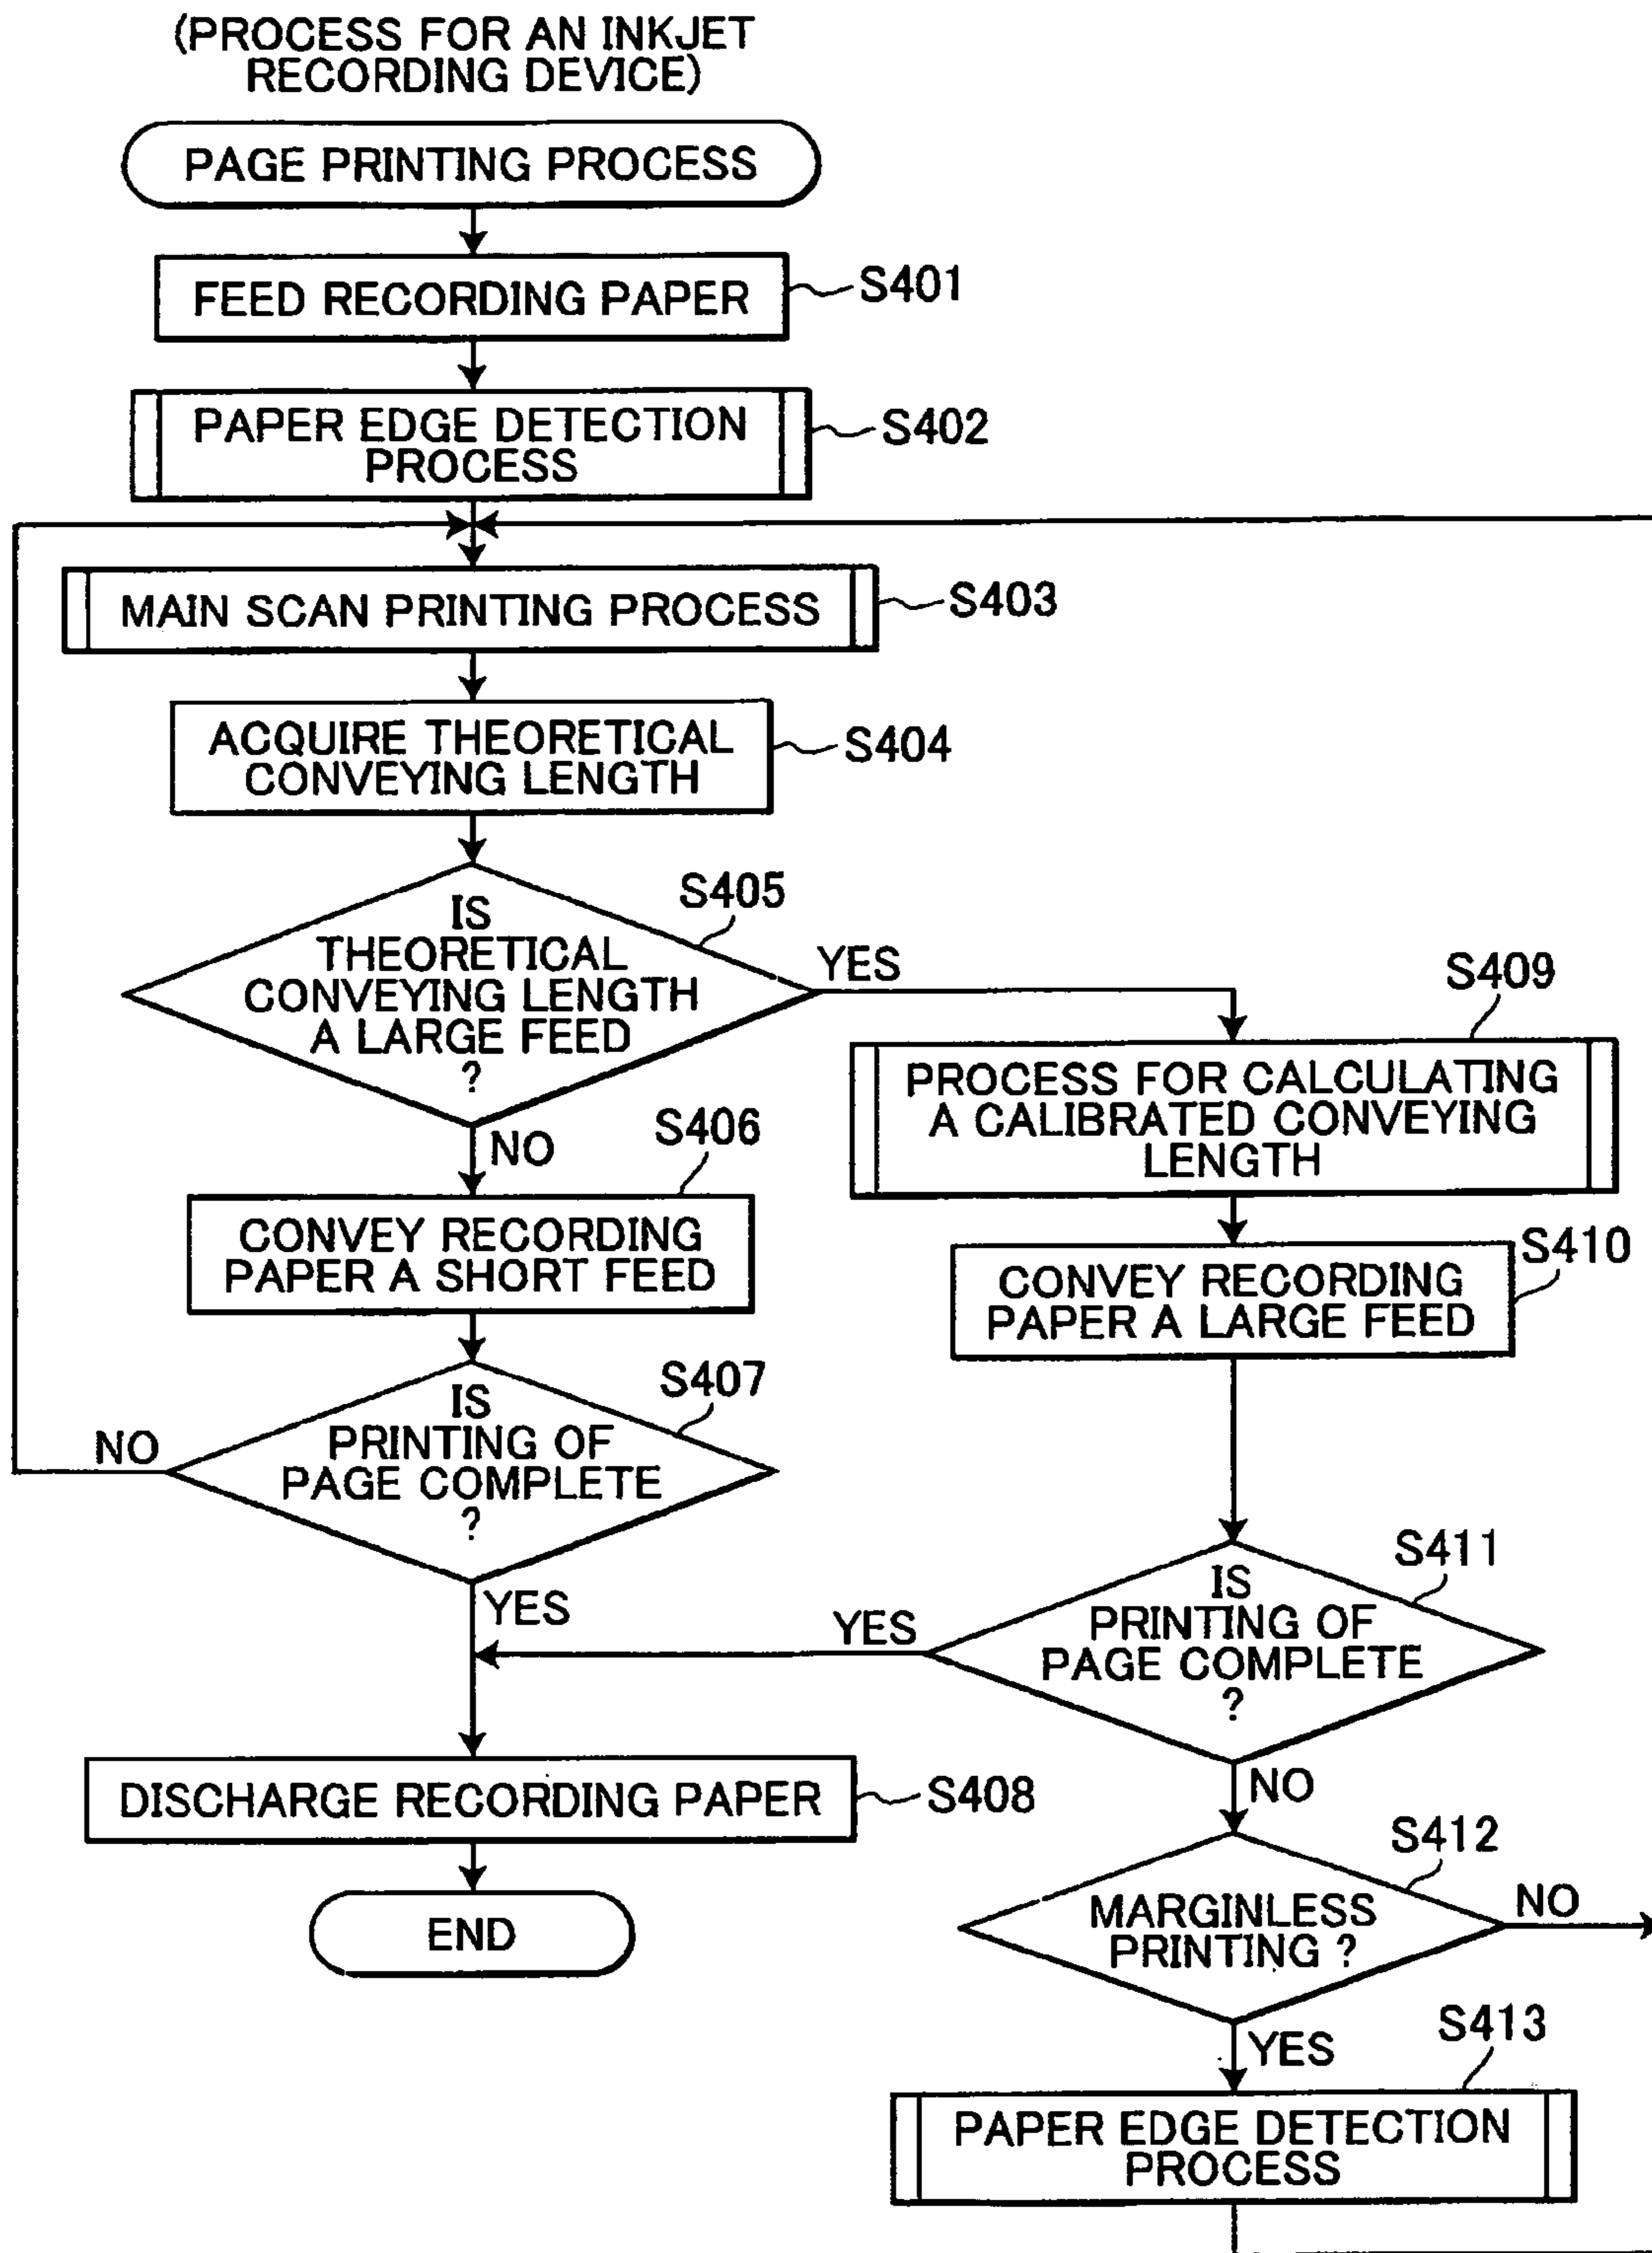 (PROCESS FOR AN INKJET
RECORDING DEVICE)
PAGE PRINTING PROCESS
FEED RECORDING PAPER
S401
PAPER EDGE DETECTION
PROCESS
S402
MAIN SCAN PRINTING PROCESS
S403
ACQUIRE THEORETICAL
CONVEYING LENGTH
S404
IS
THEORETICAL
CONVEYING LENGTH
A LARGE FEED
?
S405
YES
NO
CONVEY RECORDING
PAPER A SHORT FEED
S406
IS
PRINTING OF
PAGE COMPLETE
?
S407
NO
YES
DISCHARGE RECORDING PAPER
S408
END
S409
PROCESS FOR CALCULATING
A CALIBRATED CONVEYING
LENGTH
S410
CONVEY RECORDING
PAPER A LARGE FEED
S411
IS
PRINTING OF
PAGE COMPLETE
?
YES
NO
S412
MARGINLESS
PRINTING ?
NO
YES
S413
PAPER EDGE DETECTION
PROCESS